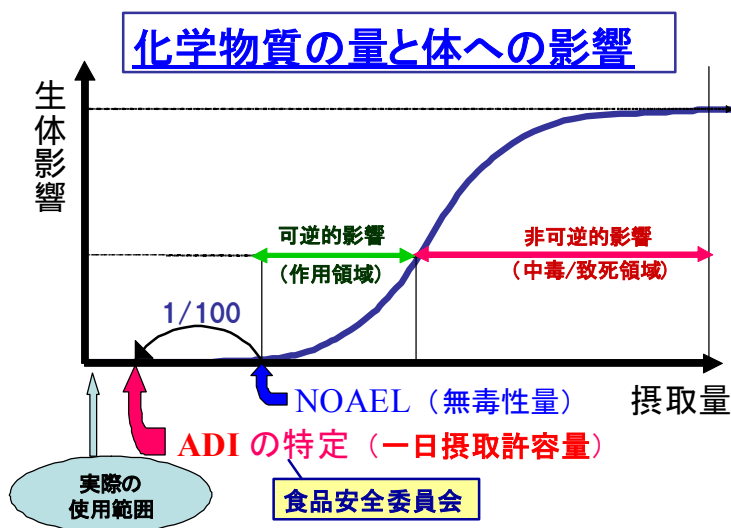 化学物質の量と体への影響
生体影響
可逆的影響
(作用領域)
非可逆的影響
(中毒/致死領域)
1/100
NOAEL（無毒性量）
摂取量
ADI の特定（一日摂取許容量）
実際の
使用範囲
食品安全委員会